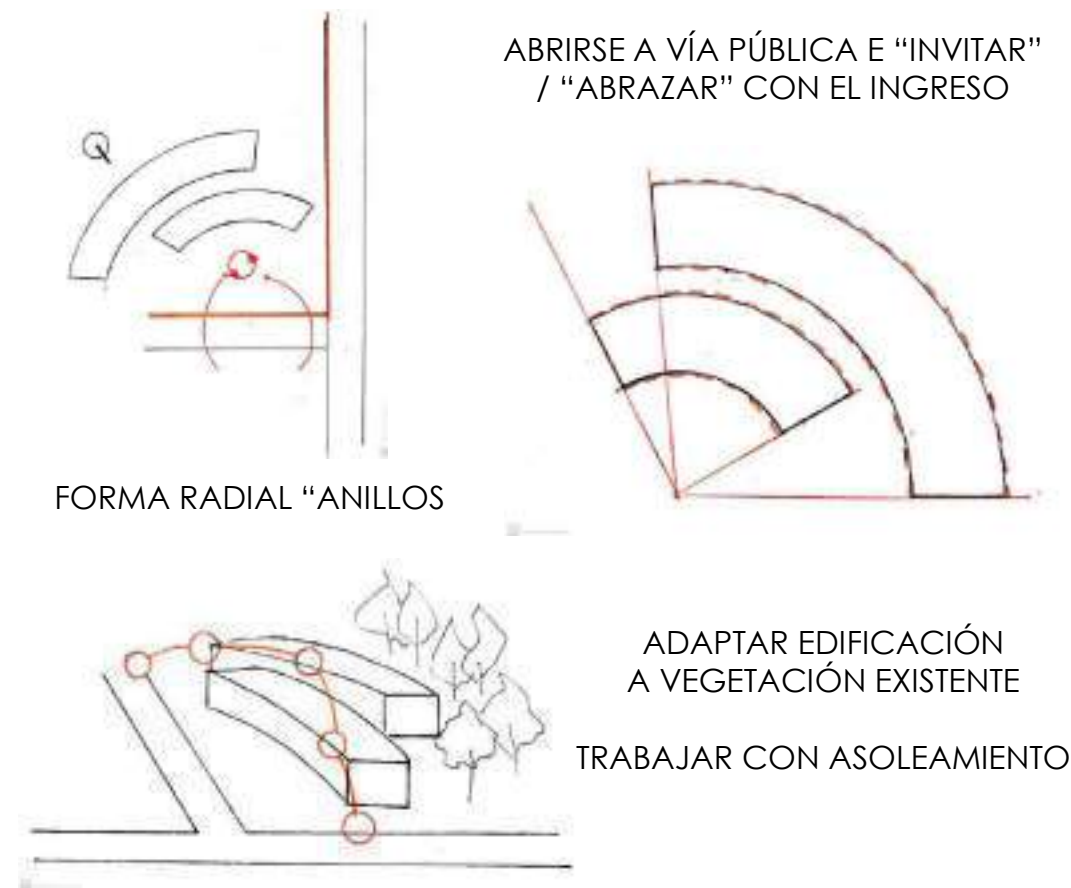 ABRIRSE A VÍA PÚBLICA E “INVITAR”
/ “ABRAZAR” CON EL INGRESO
FORMA RADIAL “ANILLOS
ADAPTAR EDIFICACIÓN
A VEGETACIÓN EXISTENTE
TRABAJAR CON ASOLEAMIENTO